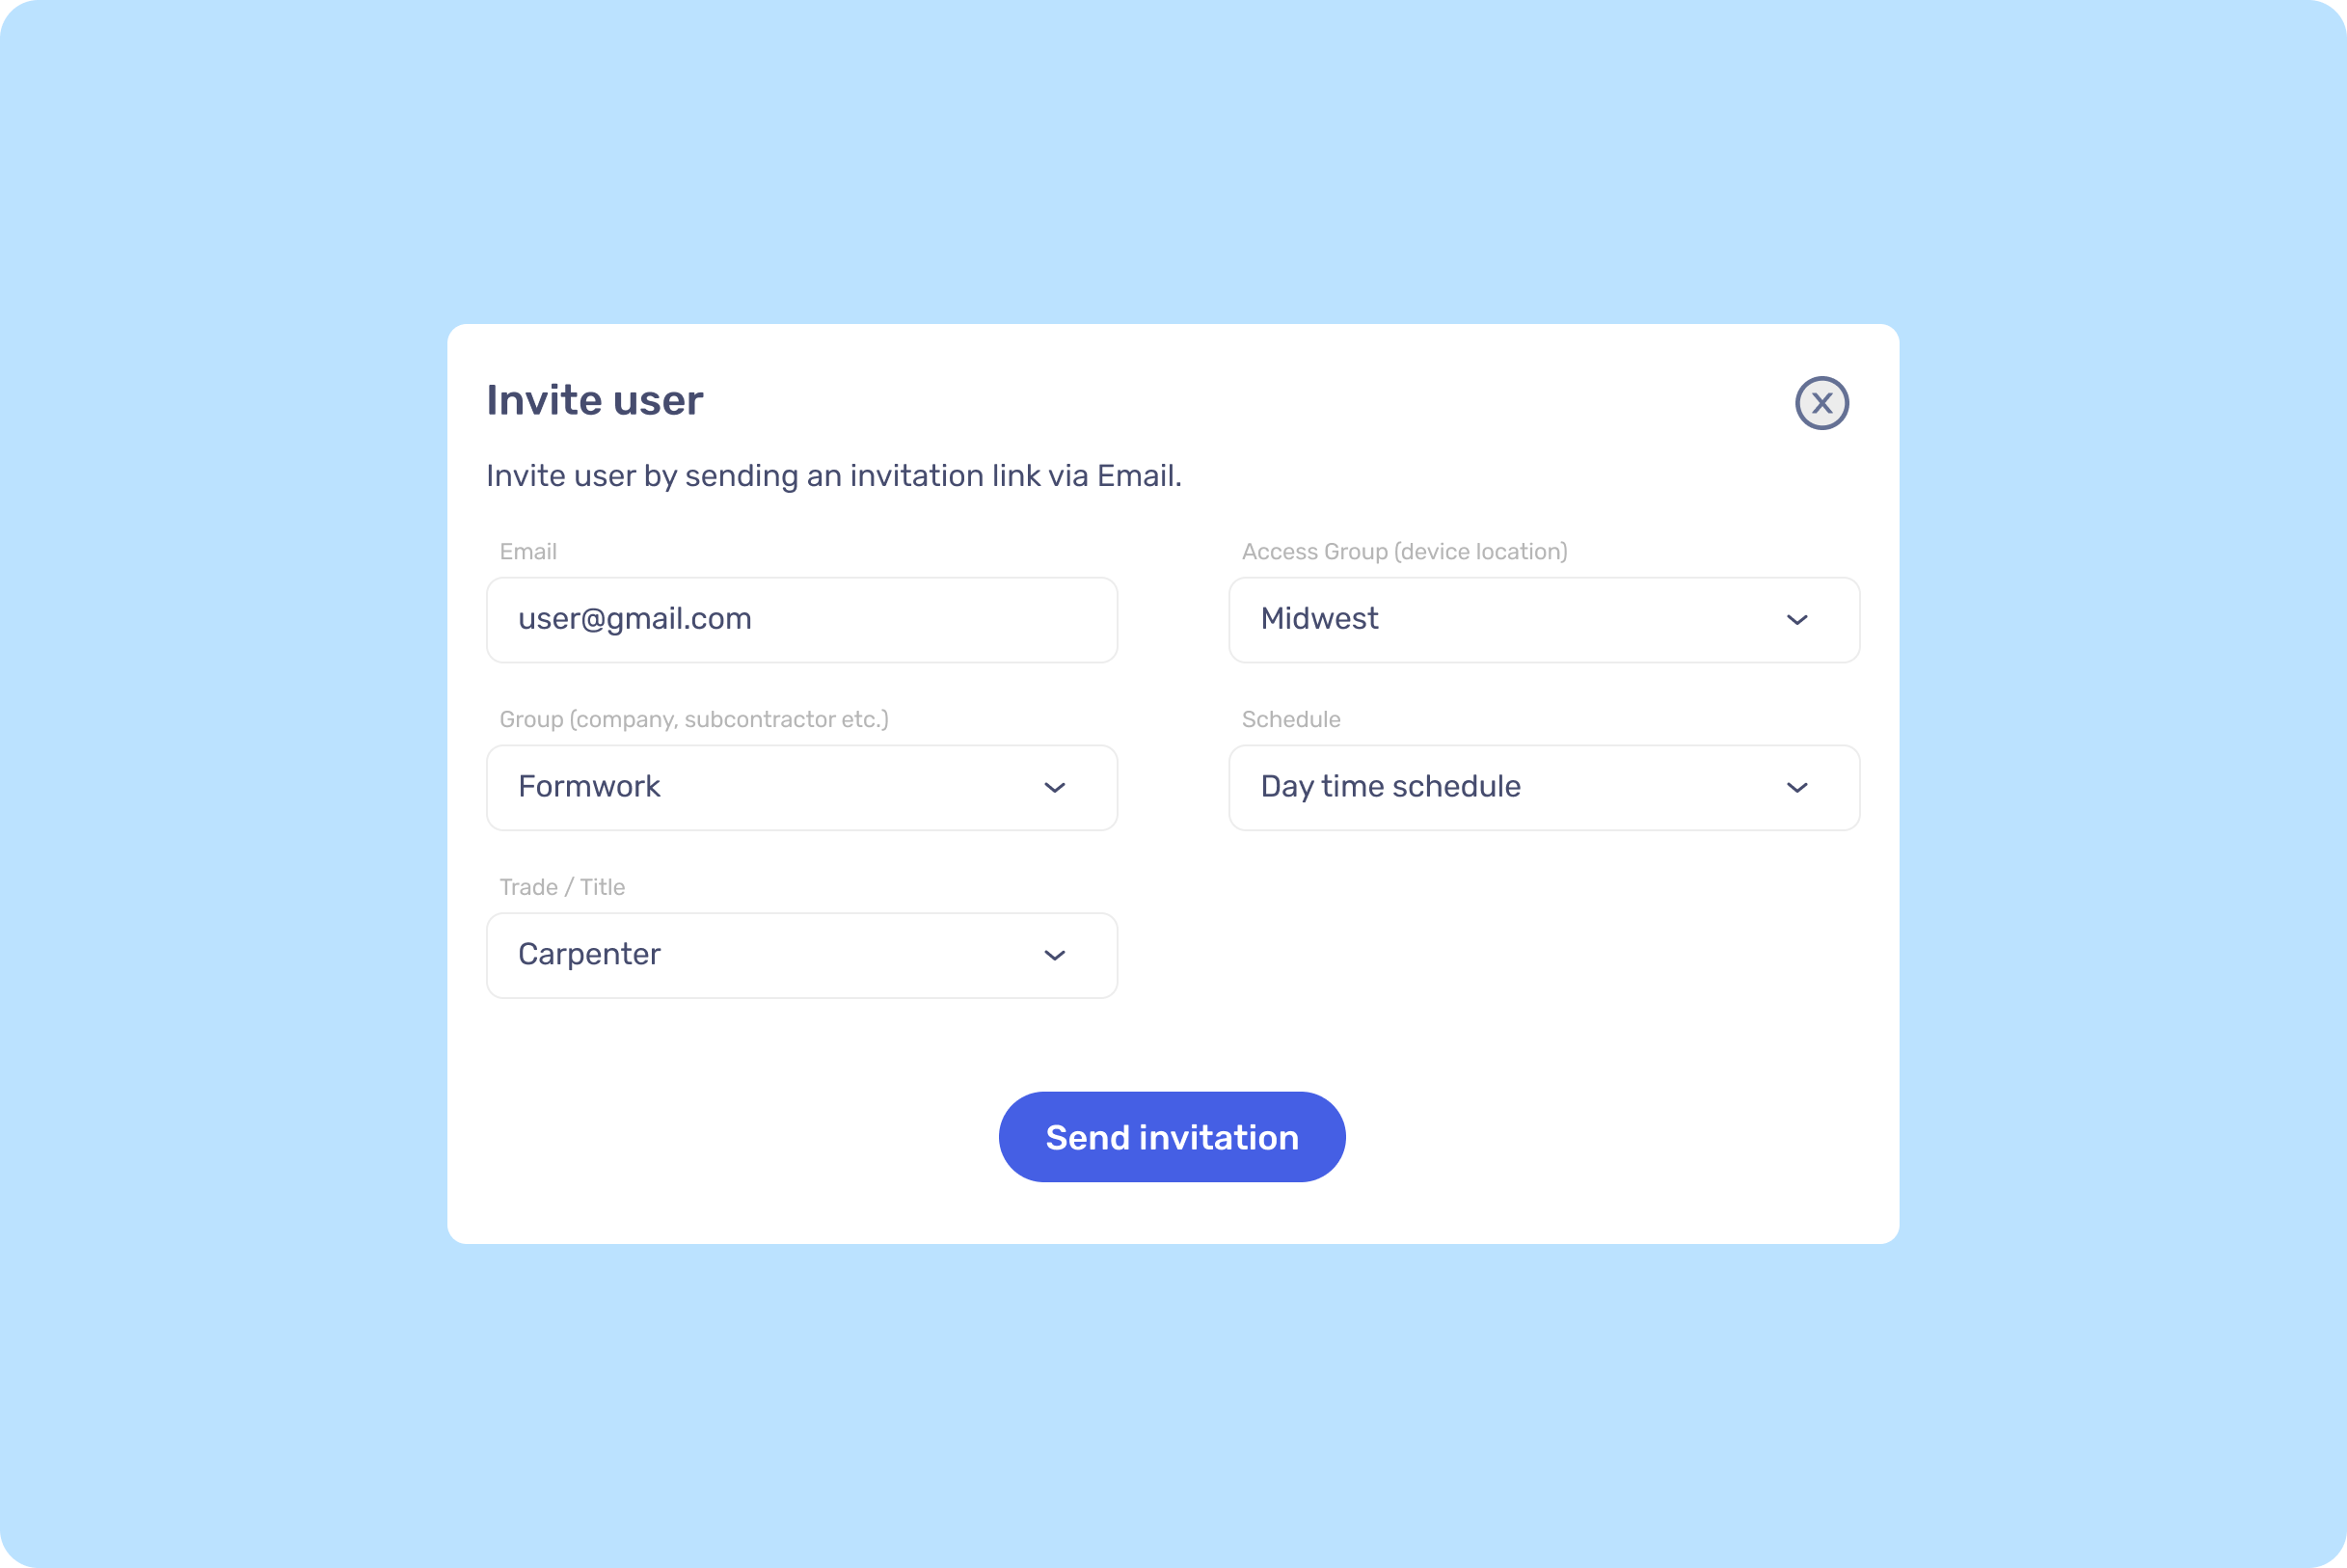 Invite user
X
Invite user by sending an invitation link via Email.
Email
user@gmail.com
Access Group (device location)
Midwest
Group (company, subcontractor etc.)
Formwork
Schedule
Day time schedule
Trade / Title
Carpenter
Send invitation